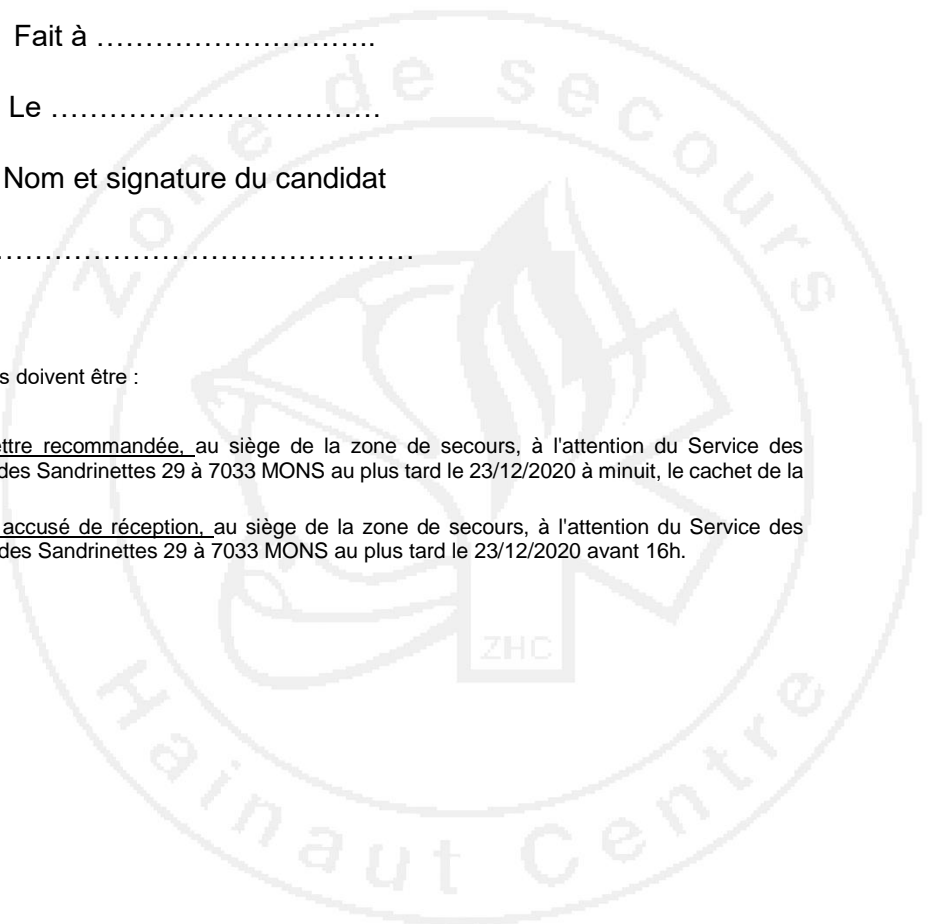 Fait à ………………………..
Le …………………………….
Nom et signature du candidat
……………………………………
s doivent être :
ttre recommandée, au siège de la zone de secours, à l'attention du Service des
des Sandrinettes 29 à 7033 MONS au plus tard le 23/12/2020 à minuit, le cachet de la
accusé de réception, au siège de la zone de secours, à l'attention du Service des
des Sandrinettes 29 à 7033 MONS au plus tard le 23/12/2020 avant 16h.
Zone de secours
ZHC
Hainaut Centre